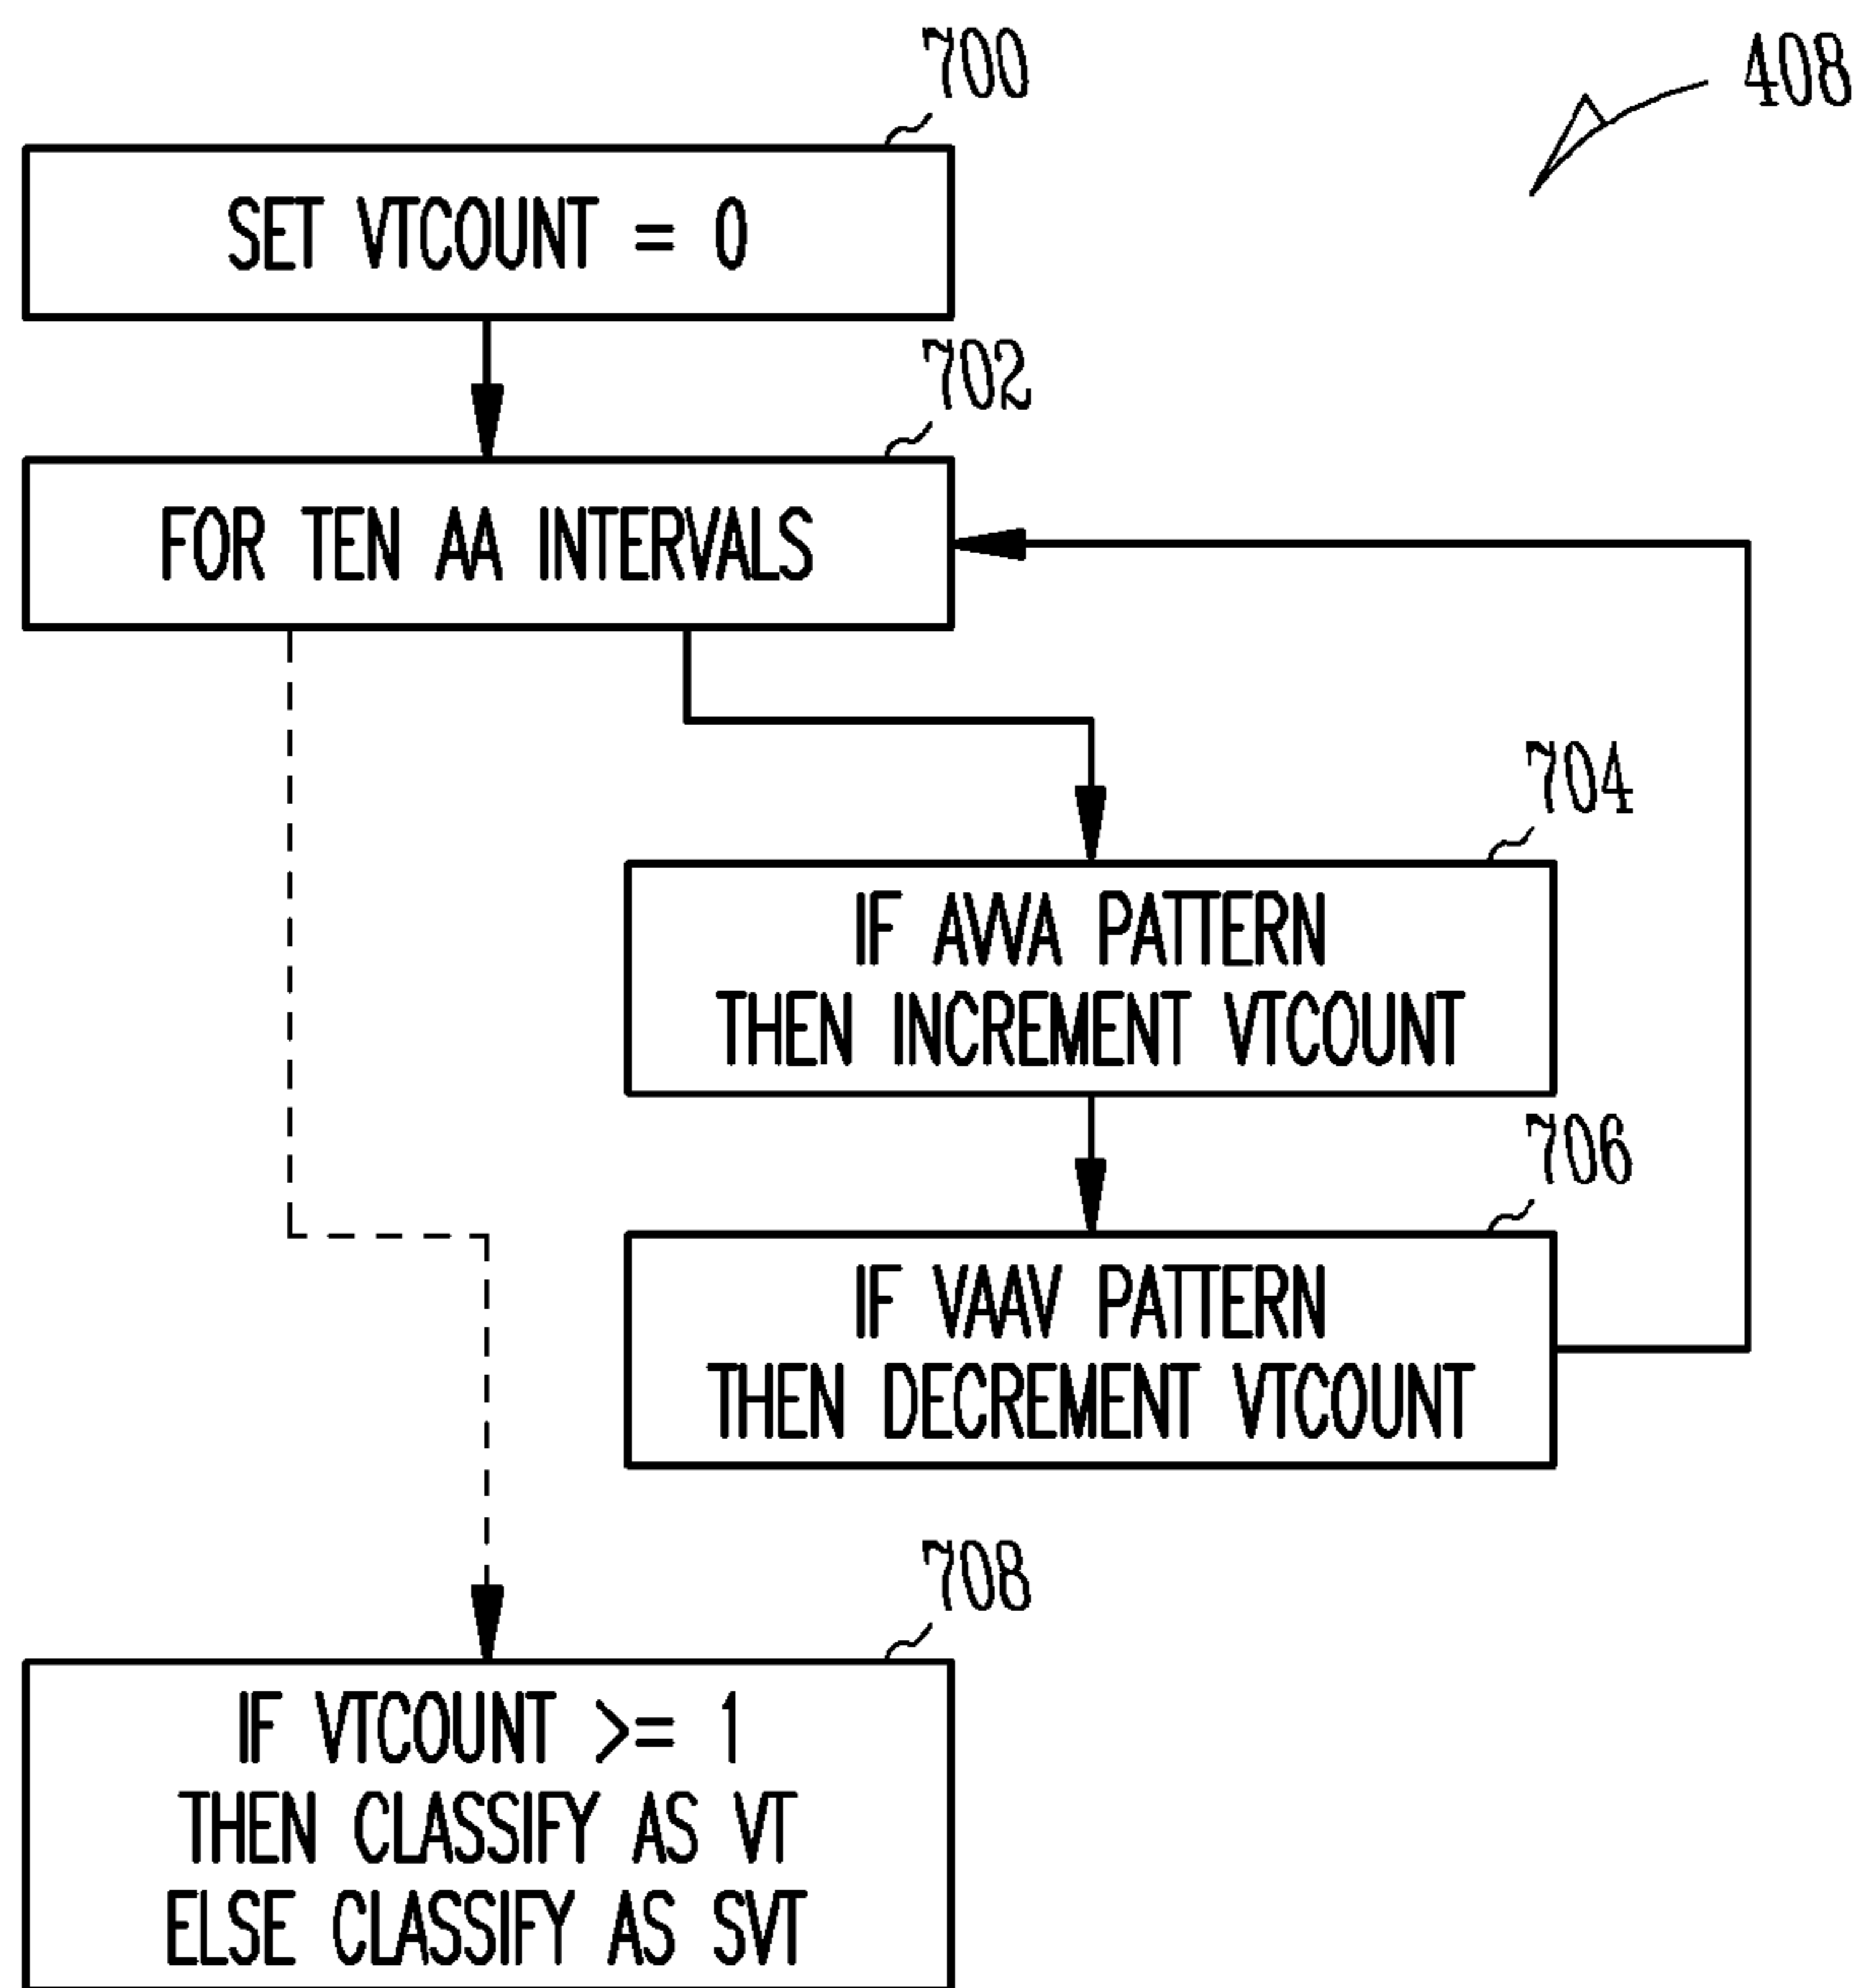 700
408
SET VTCOUNT = 0
702
FOR TEN AA INTERVALS
704
IF AVVA PATTERN
THEN INCREMENT VTCOUNT
706
IF VAAV PATTERN
THEN DECREMENT VTCOUNT
708
IF VTCOUNT >= 1
THEN CLASSIFY AS VT
ELSE CLASSIFY AS SVT